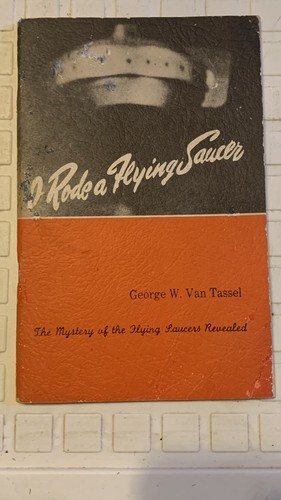 I Rode a Flying Saucer
George W. Van Tassel
The Mystery of the Flying Saucers Revealed